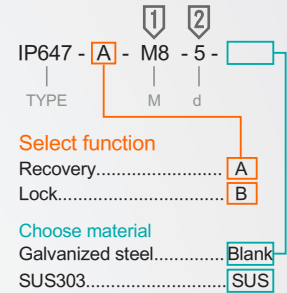 1 2
IP647 - A - M8 - 5 -
TYPE M d
Select function
Recovery............................ A
Lock................................... B
Choose material
Galvanized steel............... Blank
SUS303............................. SUS